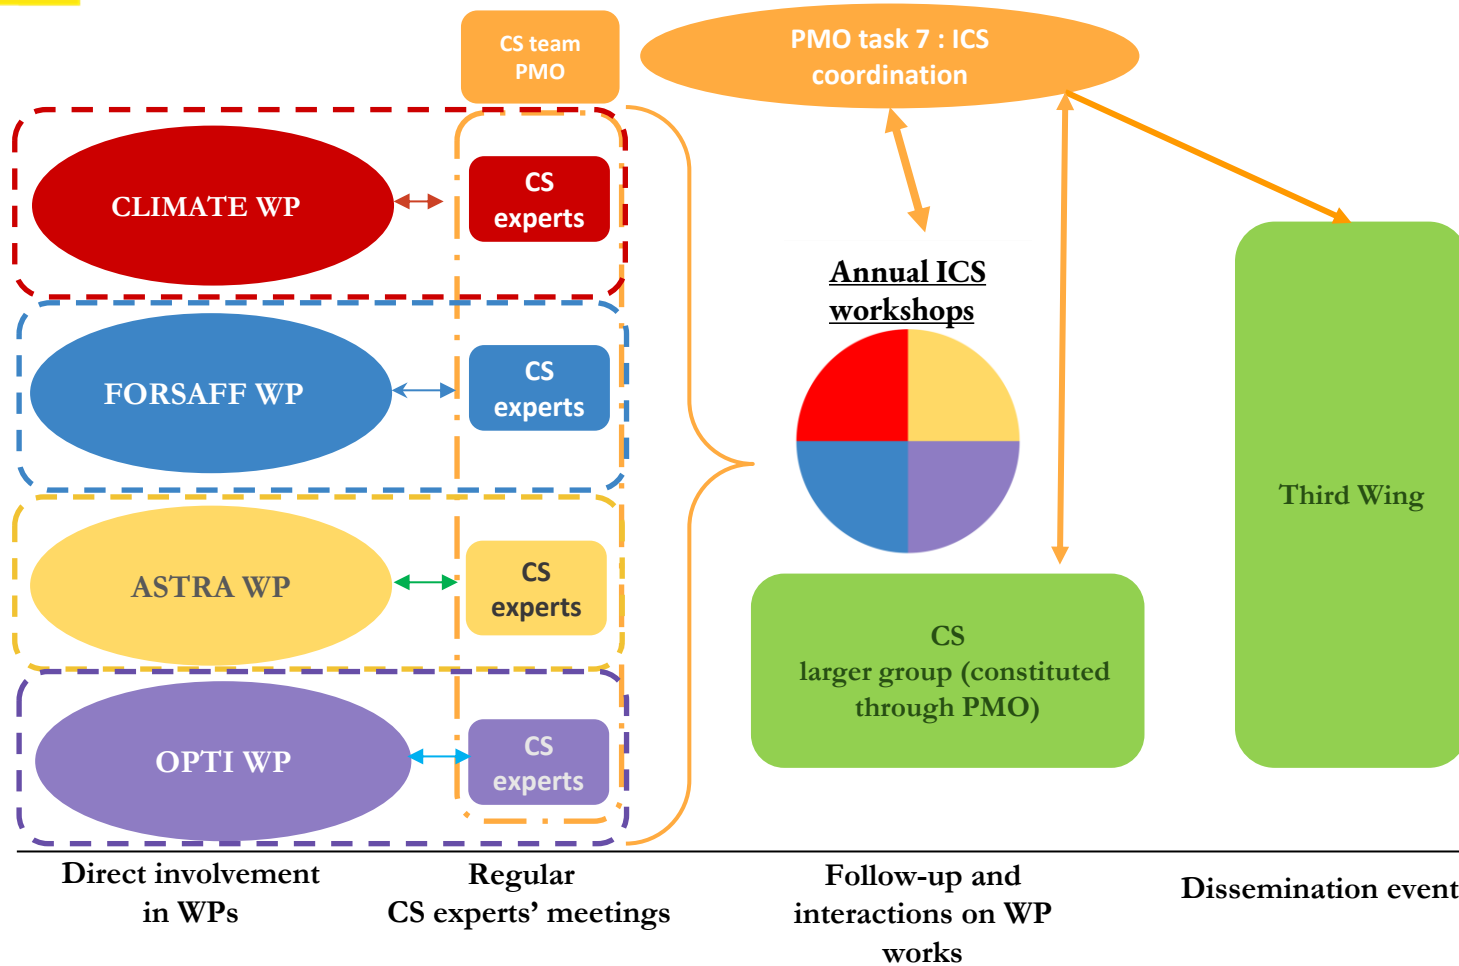 CS team
PMO
PMO task 7 : ICS
coordination
CLIMATE WP
CS
experts
FORSAFF WP
CS
experts
ASTRA WP
CS
experts
OPTI WP
CS
experts
Annual ICS
workshops
CS
larger group (constituted
through PMO)
Third Wing
Direct involvement
in WPs
Regular
CS experts’ meetings
Follow-up and
interactions on WP
works
Dissemination event